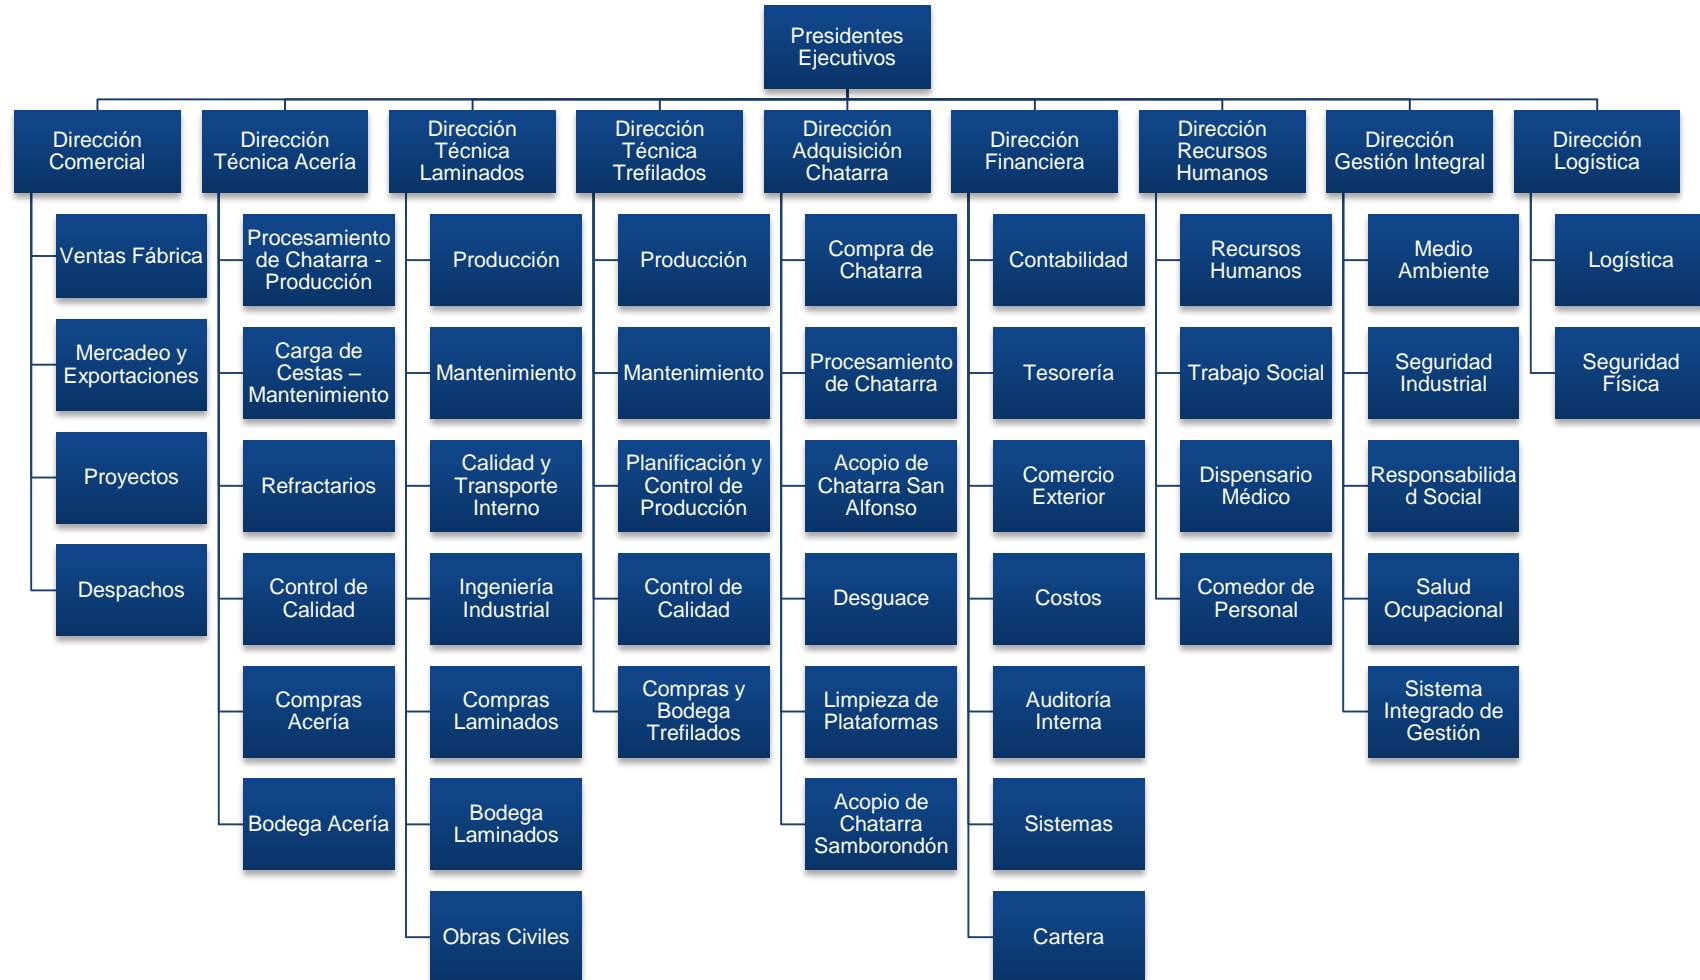 Presidentes
Ejecutivos
Dirección
Comercial
Ventas Fábrica
Mercadeo y
Exportaciones
Proyectos
Despachos
Dirección
Técnica Acería
Procesamiento
de Chatarra -
Producción
Carga de
Cestas –
Mantenimiento
Refractarios
Control de
Calidad
Compras
Acería
Bodega Acería
Dirección
Técnica
Laminados
Producción
Mantenimiento
Calidad y
Transporte
Interno
Ingeniería
Industrial
Compras
Laminados
Bodega
Laminados
Obras Civiles
Dirección
Técnica
Trefilados
Producción
Mantenimiento
Planificación y
Control de
Producción
Control de
Calidad
Compras y
Bodega
Trefilados
Dirección
Adquisición
Chatarra
Compra de
Chatarra
Procesamiento
de Chatarra
Acopio de
Chatarra San
Alfonso
Desguace
Limpieza de
Plataformas
Acopio de
Chatarra
Samborondón
Dirección
Financiera
Contabilidad
Tesorería
Comercio
Exterior
Costos
Auditoría
Interna
Sistemas
Cartera
Dirección
Recursos
Humanos
Recursos
Humanos
Trabajo Social
Dispensario
Médico
Comedor de
Personal
Dirección
Gestión Integral
Medio
Ambiente
Seguridad
Industrial
Responsabilida
d Social
Salud
Ocupacional
Sistema
Integrado de
Gestión
Dirección
Logística
Logística
Seguridad
Física